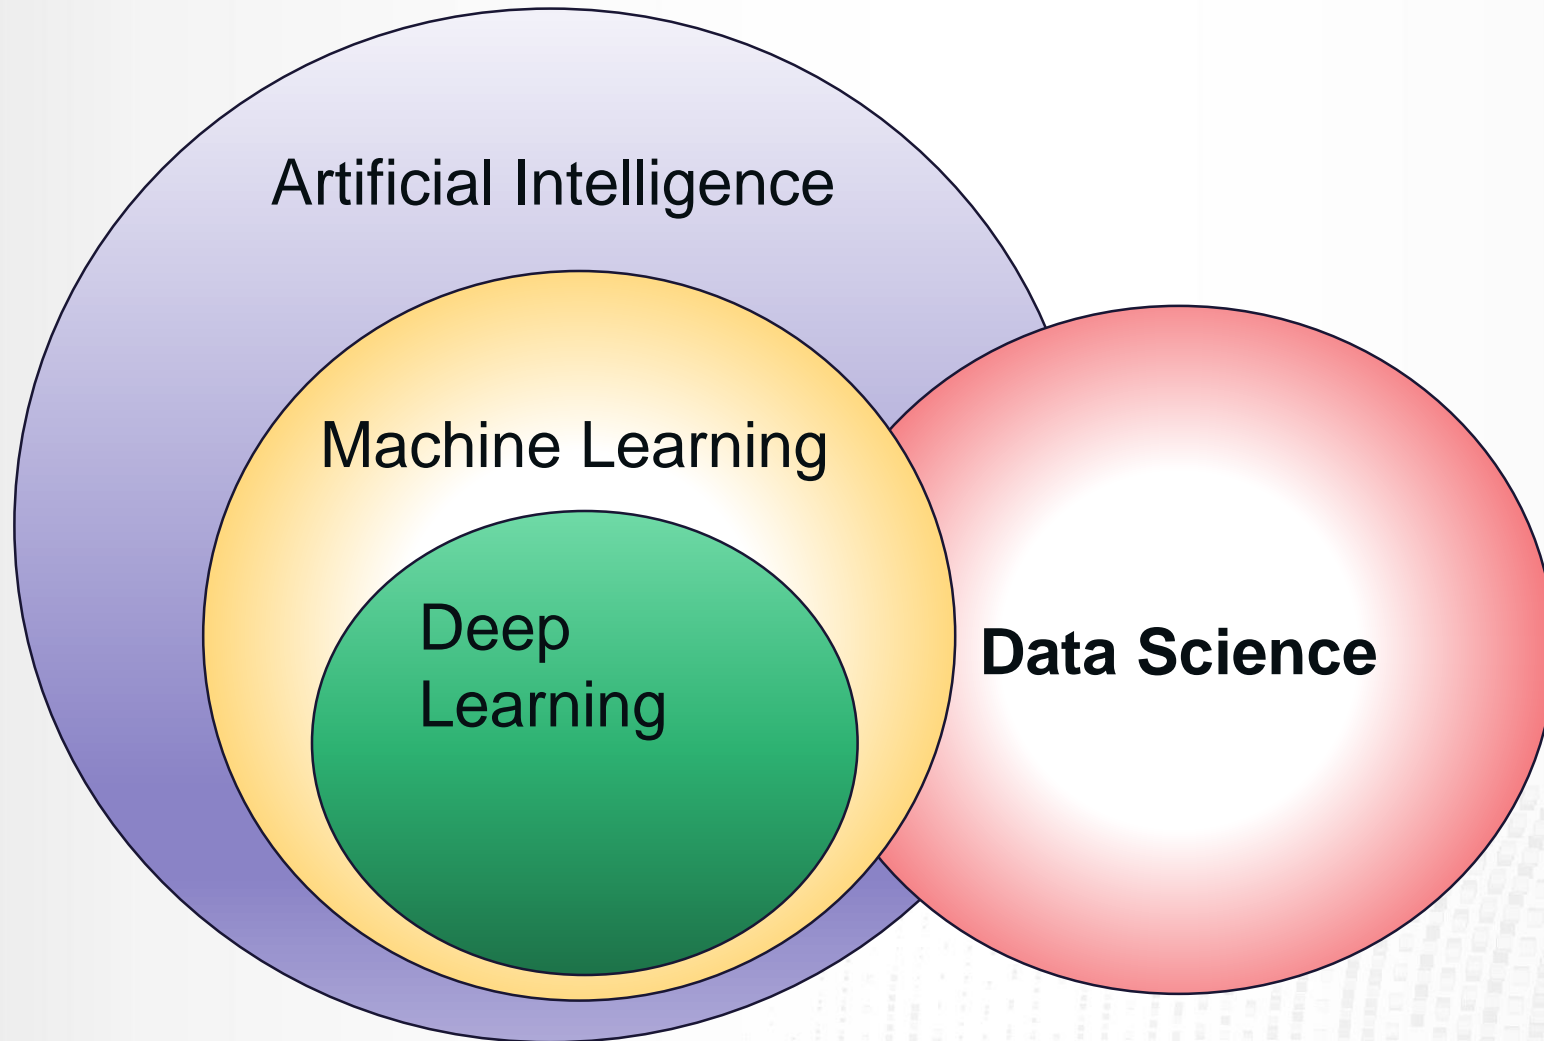 Artificial Intelligence
Machine Learning
Deep
Learning
Data Science